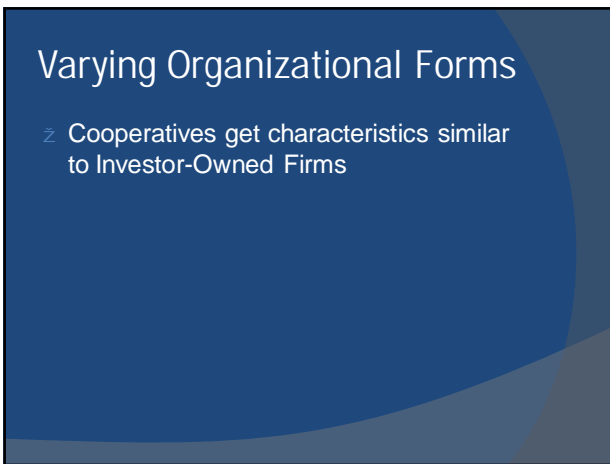 Varying Organizational Forms
ž Cooperatives get characteristics similar
to Investor-Owned Firms